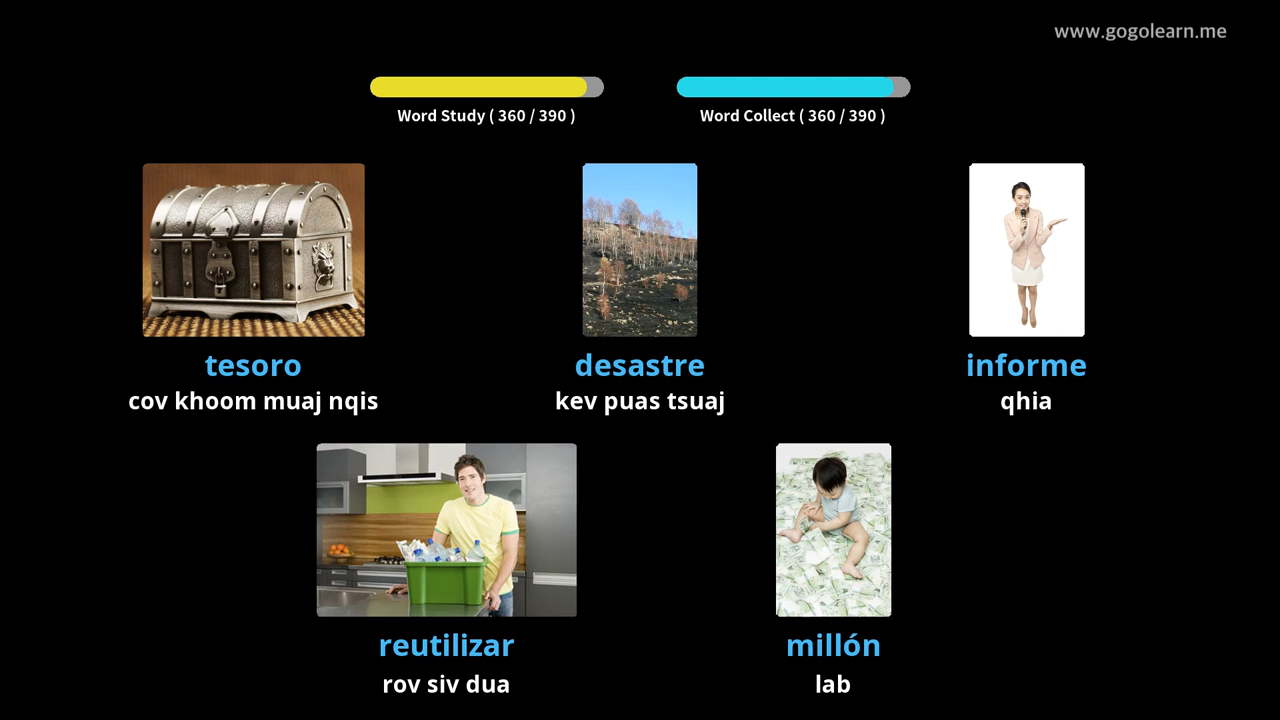 www.gogolearn.me
Word Study ( 360 / 390 )
Word Collect ( 360 / 390 )
tesoro
cov khoom muaj nqis
desastre
kev puas tsuaj
informe
qhia
reutilizar
rov siv dua
millón
lab